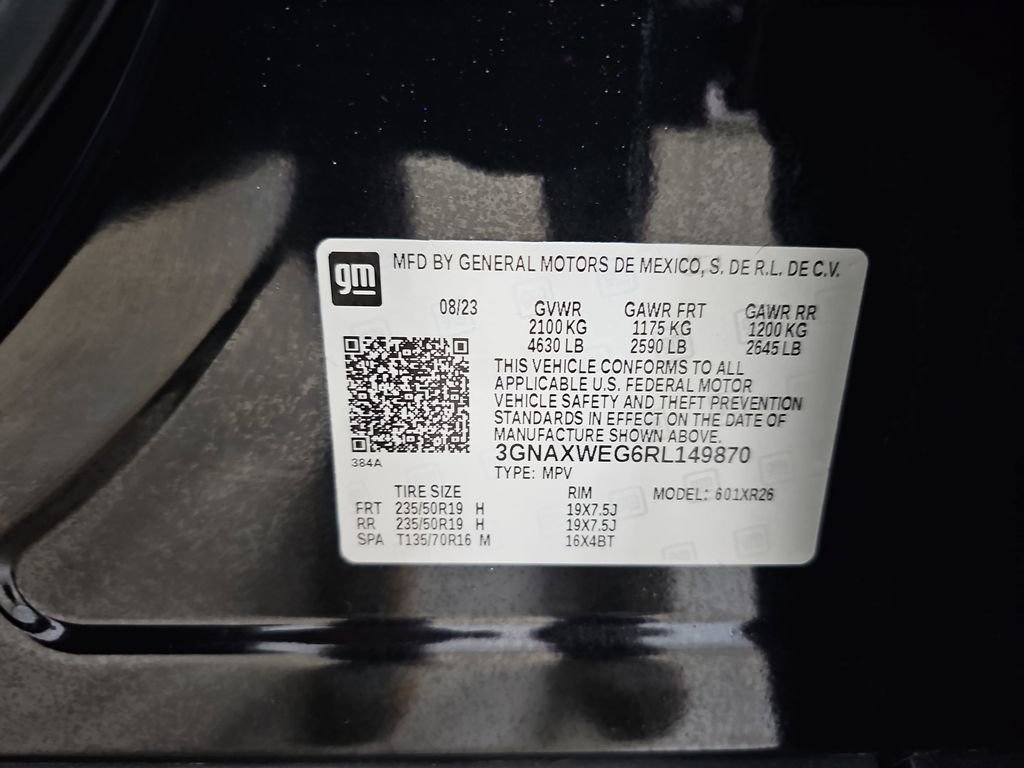 gm
MFD BY GENERAL MOTORS DE MEXICO, S. DE R.L. DE C.V.
08/23 GVWR GAWR FRT GAWR RR
2100 KG 1175 KG 1200 KG
4630 LB 2590 LB 2645 LB
THIS VEHICLE CONFORMS TO ALL
APPLICABLE U.S. FEDERAL MOTOR
VEHICLE SAFETY AND THEFT PREVENTION
STANDARDS IN EFFECT ON THE DATE OF
MANUFACTURE SHOWN ABOVE.
3GNAXWEG6RL149870
384A
TYPE: MPV
TIRE SIZE RIM MODEL: 601XR26
FRT 235/50R19 H 19X7.5J
RR 235/50R19 H 19X7.5J
SPA T135/70R16 M 16X4BT